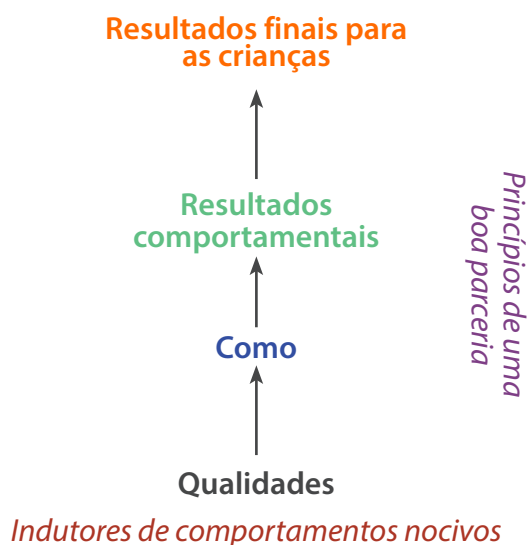 Resultados finais para
as crianças
Resultados
comportamentais
Princípios de uma
boa parceria
Como
Qualidades
Indutores de comportamentos nocivos